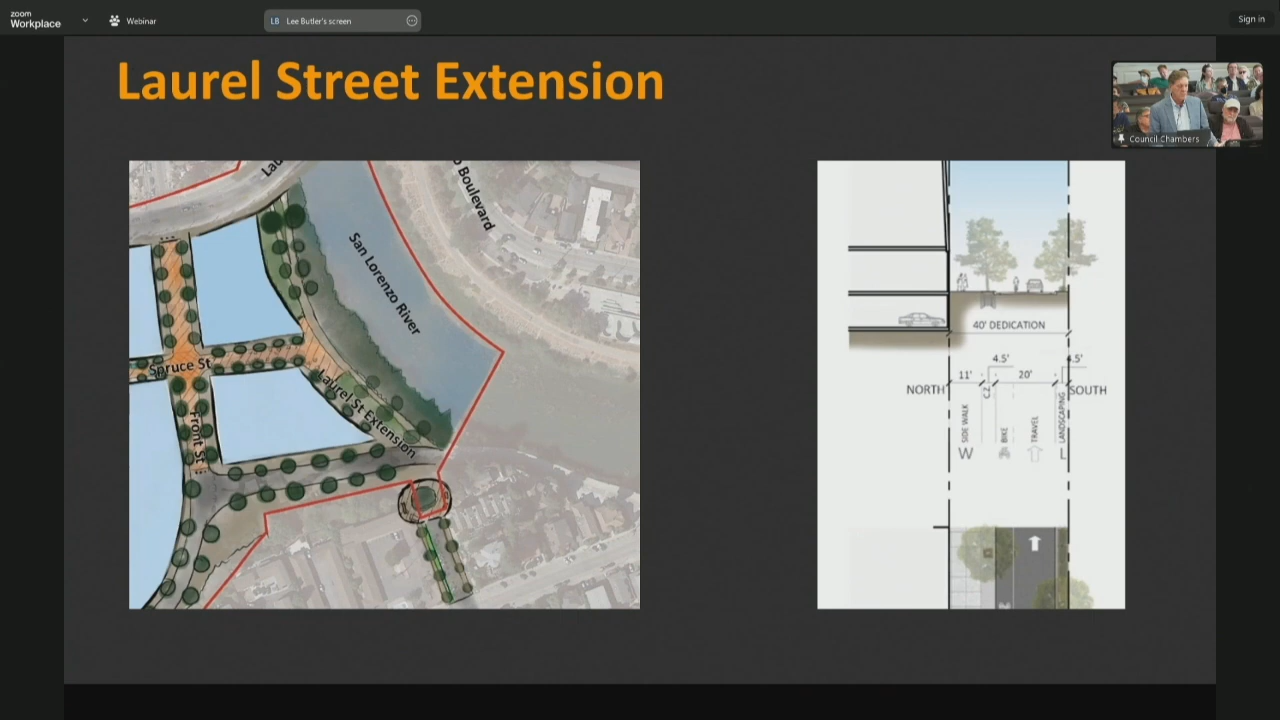 zoom
Workplace
Webinar
LB Lee Butler's screen
Sign in
Laurel Street Extension
Council Chambers
Boulevard
San Lorenzo River
Spruce St
Laurel St Extension
Front St
40' DEDICATION
4.5'
4.5'
11'
20'
NORTH
SOUTH
SIDE WALK
CZ
BIKE
TRAVEL
LANDSCAPING
W
L